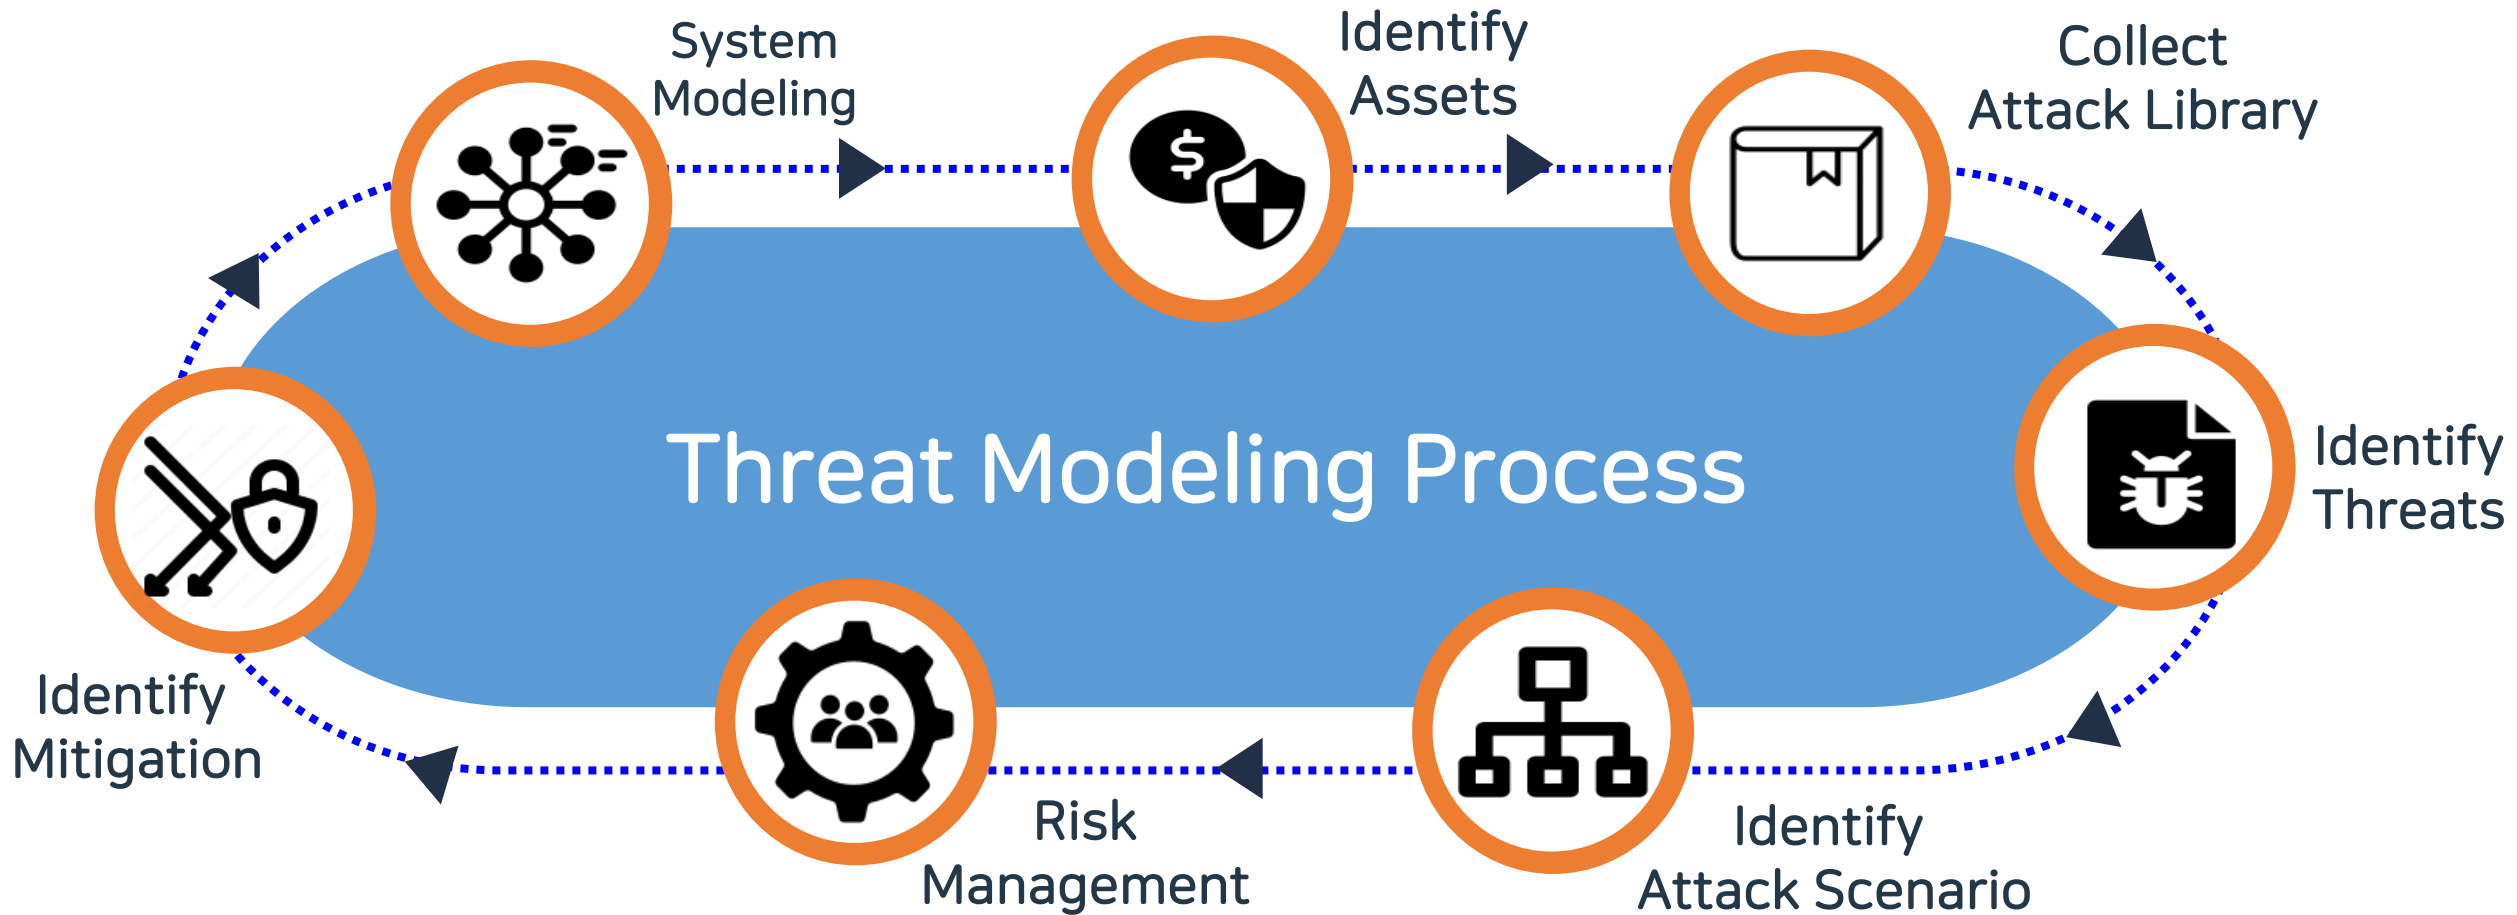 System
Modeling
Identify
Assets
Collect
Attack Library
Identify
Threats
Threat Modeling Process
Identify
Mitigation
Risk
Management
Identify
Attack Scenario
$